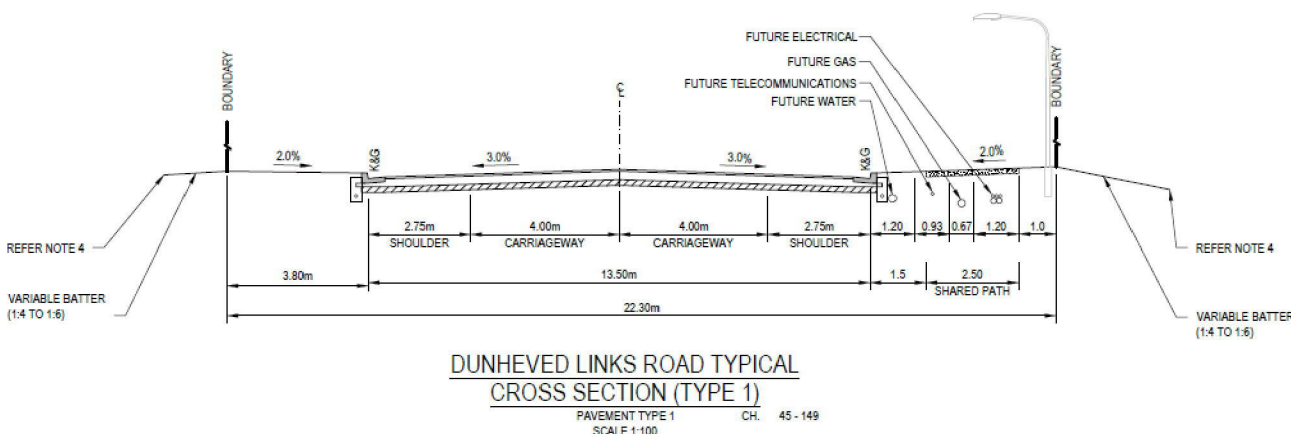 FUTURE ELECTRICAL
FUTURE GAS
FUTURE TELECOMMUNICATIONS
FUTURE WATER
BOUNDARY
BOUNDARY
℄
2.0%
K&G
3.0%
3.0%
K&G
2.0%
2.75m
SHOULDER
4.00m
CARRIAGEWAY
4.00m
CARRIAGEWAY
2.75m
SHOULDER
1.20
0.93
0.67
1.20
1.0
REFER NOTE 4
REFER NOTE 4
3.80m
13.50m
1.5
2.50
SHARED PATH
VARIABLE BATTER
(1:4 TO 1:6)
22.30m
VARIABLE BATTER
(1:4 TO 1:6)
DUNHEVED LINKS ROAD TYPICAL
CROSS SECTION (TYPE 1)
PAVEMENT TYPE 1 CH. 45 - 149
SCALE 1:100